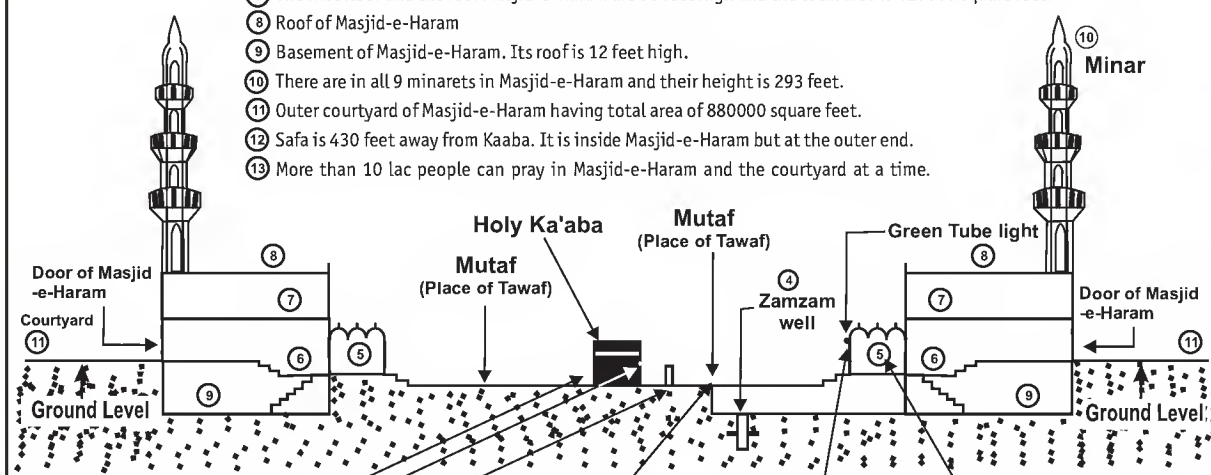 ⑧ Roof of Masjid-e-Haram
⑨ Basement of Masjid-e-Haram. Its roof is 12 feet high.
⑩ There are in all 9 minarets in Masjid-e-Haram and their height is 293 feet.
⑪ Outer courtyard of Masjid-e-Haram having total area of 880000 square feet.
⑫ Safa is 430 feet away from Kaaba. It is inside Masjid-e-Haram but at the outer end.
⑬ More than 10 lac people can pray in Masjid-e-Haram and the courtyard at a time.
⑩
Minar
Holy Ka'aba
Mutaf
(Place of Tawaf)
Green Tube light
⑧
Mutaf
(Place of Tawaf)
④
Zamzam
well
⑧
Door of Masjid
-e-Haram
⑦
⑦
Door of Masjid
-e-Haram
Courtyard
⑪
⑥
⑤
⑤
⑥
⑪
⑨
⑨
Ground Level
Ground Level